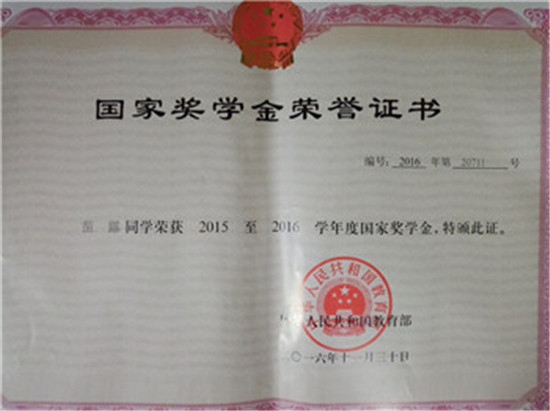 国家奖学金荣誉证书
编号: 2016 年第 20711 号
同学荣获 2015 至 2016 学年度国家奖学金,特颁此证。
人民共和国教育部
〇一六年十一月三十日